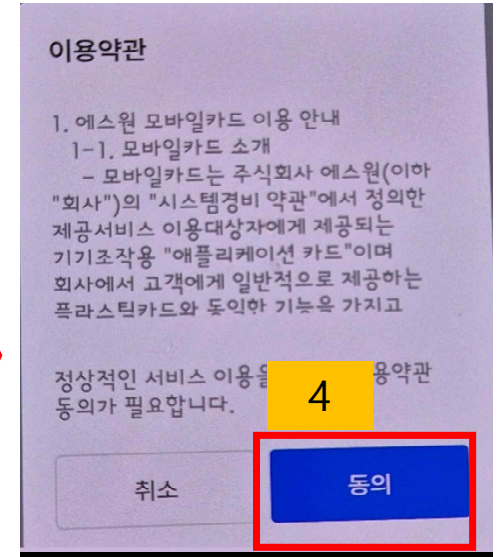 이용약관
1. 에스원 모바일카드 이용 안내
1-1. 모바일카드 소개
- 모바일카드는 주식회사 에스원(이하
"회사")의 "시스템경비 약관"에서 정의한
제공서비스 이용대상자에게 제공되는
기기조작용 "애플리케이션 카드"이며
회사에서 고객에게 일반적으로 제공하는
플라스틱카드와 동일한 기능을 가지고
정상적인 서비스 이용을 용약관
동의가 필요합니다.
4
취소
동의